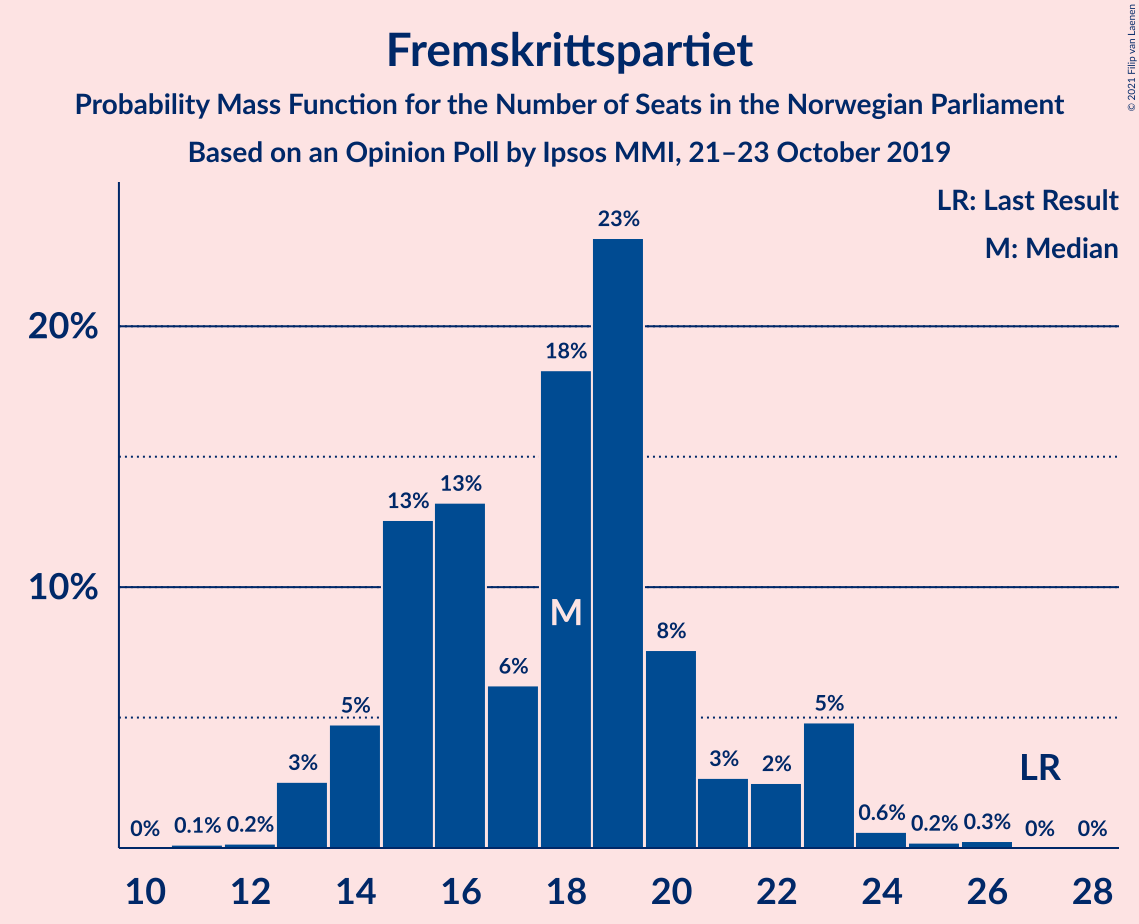 Fremskrittspartiet
Probability Mass Function for the Number of Seats in the Norwegian Parliament
Based on an Opinion Poll by Ipsos MMI, 21–23 October 2019
© 2021 Filip van Laenen
LR: Last Result
M: Median
20%
10%
0%
0.1%
0.2%
3%
5%
13%
13%
6%
18%
23%
8%
3%
2%
5%
0.6%
0.2%
0.3%
0%
0%
M
LR
10 12 14 16 18 20 22 24 26 28